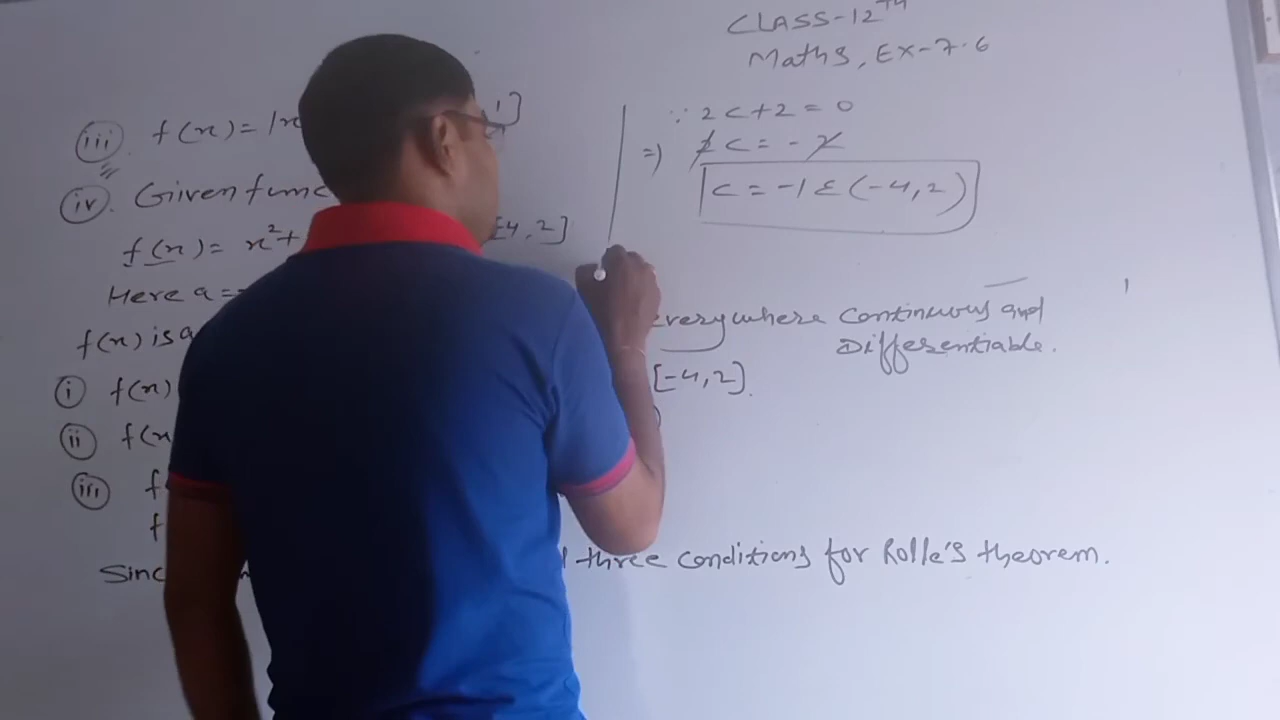 CLASS-12TH
Maths, EX-7.6
iii. f(x) = |x 1]
iv. Given func
f(x) = x²+ [-4, 2]
Here a =
f(x) is a everywhere continuous and
Differentiable.
i f(x) [-4, 2].
ii f(x )
iii f
f
Sinc three conditions for Rolle's theorem.
∵ 2c+2 = 0
=> 2c = -2
c = -1 ε (-4, 2)